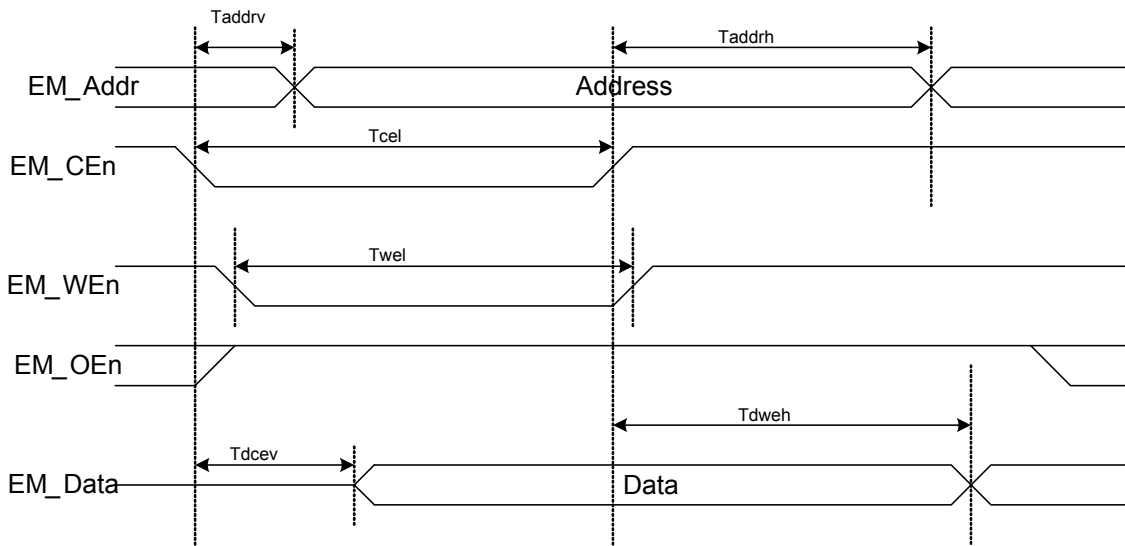 Taddrv
Taddrh
EM_Addr
Address
Tcel
EM_CEn
Twel
EM_WEn
EM_OEn
Tdweh
Tdcev
EM_Data
Data